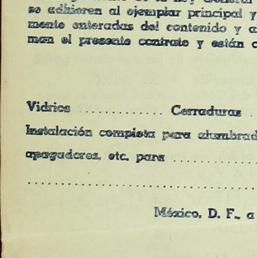 se adhieren al ejemplar principal y
mente enteradas del contenido y a
man el presente contrato y están c
Vidrios ............... Cerraduras .
Instalación completa para alumbrad
apagadores, etc. para ...............
........................................
México, D. F., a